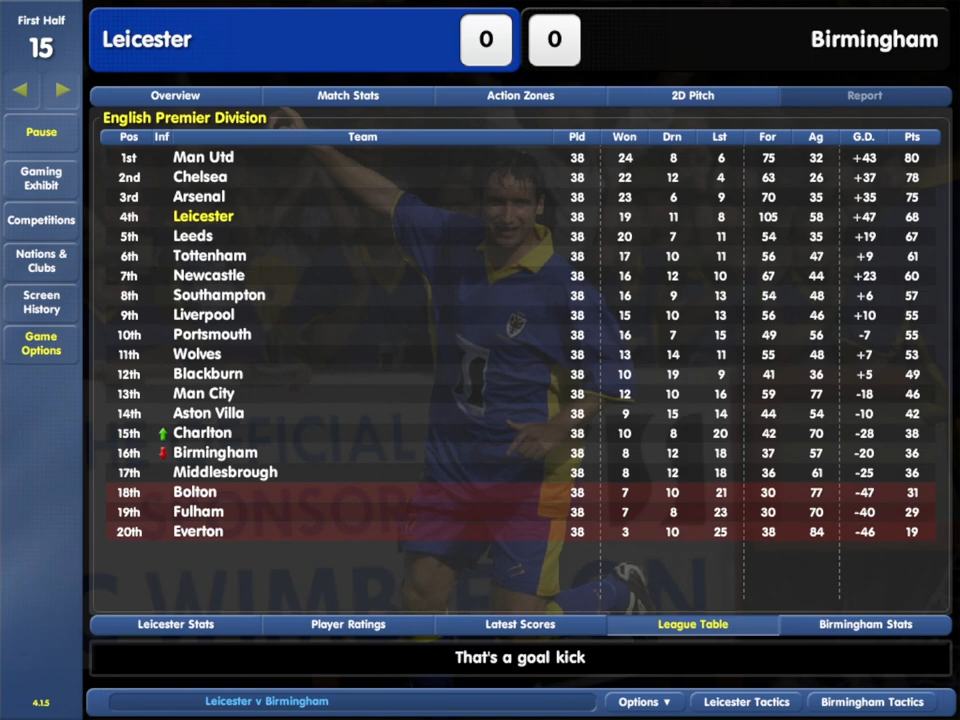 First Half
15
Leicester 0 0 Birmingham
Overview Match Stats Action Zones 2D Pitch Report
Pause
Gaming
Exhibit
Competitions
Nations &
Clubs
Screen
History
Game
Options
English Premier Division
Pos Inf Team Pld Won Drn Lst For Ag G.D. Pts
1st Man Utd 38 24 8 6 75 32 +43 80
2nd Chelsea 38 22 12 4 63 26 +37 78
3rd Arsenal 38 23 6 9 70 35 +35 75
4th Leicester 38 19 11 8 105 58 +47 68
5th Leeds 38 20 7 11 54 35 +19 67
6th Tottenham 38 17 10 11 56 47 +9 61
7th Newcastle 38 16 12 10 67 44 +23 60
8th Southampton 38 16 9 13 54 48 +6 57
9th Liverpool 38 15 10 13 56 46 +10 55
10th Portsmouth 38 16 7 15 49 56 -7 55
11th Wolves 38 13 14 11 55 48 +7 53
12th Blackburn 38 10 19 9 41 36 +5 49
13th Man City 38 12 10 16 59 77 -18 46
14th Aston Villa 38 9 15 14 44 54 -10 42
15th Charlton 38 10 8 20 42 70 -28 38
16th Birmingham 38 8 12 18 37 57 -20 36
17th Middlesbrough 38 8 12 18 36 61 -25 36
18th Bolton 38 7 10 21 30 77 -47 31
19th Fulham 38 7 8 23 30 70 -40 29
20th Everton 38 3 10 25 38 84 -46 19
Leicester Stats Player Ratings Latest Scores League Table Birmingham Stats
That's a goal kick
4.1.5
Leicester v Birmingham Options ▼ Leicester Tactics Birmingham Tactics